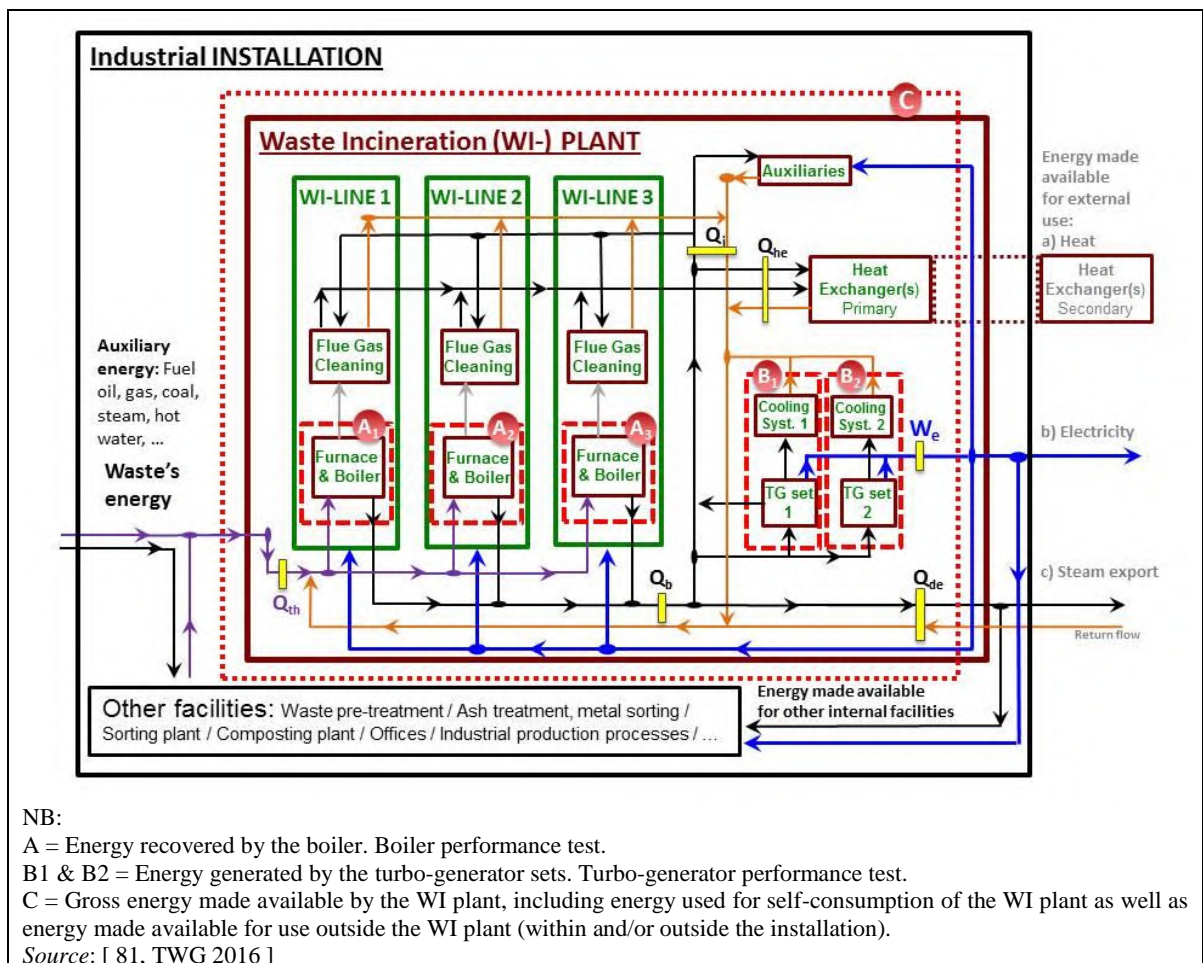 Industrial INSTALLATION
C
Waste Incineration (WI-) PLANT
Energy made
available
for external
use:
a) Heat
Auxiliaries
WI-LINE 1
WI-LINE 2
WI-LINE 3
Qi
Qhe
Heat
Exchanger(s)
Primary
Heat
Exchanger(s)
Secondary
Auxiliary
energy: Fuel
oil, gas, coal,
steam, hot
water, ...
Waste's
energy
Flue Gas
Cleaning
Flue Gas
Cleaning
Flue Gas
Cleaning
A1
A2
A3
Furnace
& Boiler
Furnace
& Boiler
Furnace
& Boiler
B1
B2
Cooling
Syst. 1
Cooling
Syst. 2
We
b) Electricity
TG set
1
TG set
2
Qth
Qb
Qde
c) Steam export
Return flow
Other facilities: Waste pre-treatment / Ash treatment, metal sorting /
Sorting plant / Composting plant / Offices / Industrial production processes / ...
Energy made available
for other internal facilities
NB:
A = Energy recovered by the boiler. Boiler performance test.
B1 & B2 = Energy generated by the turbo-generator sets. Turbo-generator performance test.
C = Gross energy made available by the WI plant, including energy used for self-consumption of the WI plant as well as
energy made available for use outside the WI plant (within and/or outside the installation).
Source: [ 81, TWG 2016 ]